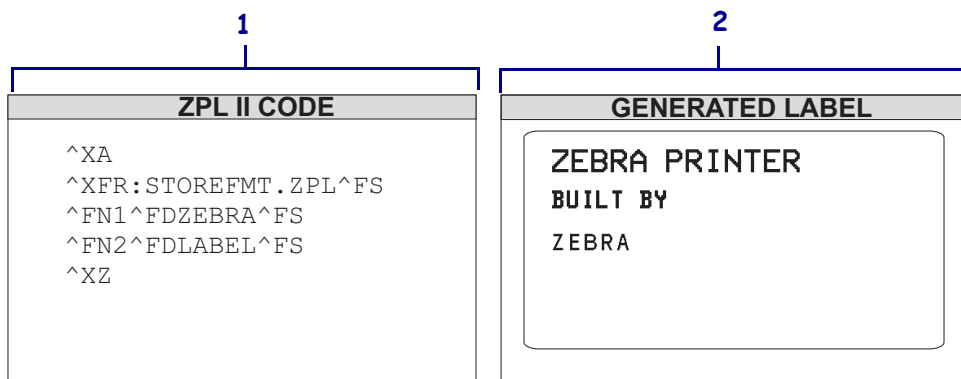 1
2
ZPL II CODE
^XA
^XFR:STOREFMT.ZPL^FS
^FN1^FDZEBRA^FS
^FN2^FDLABEL^FS
^XZ
GENERATED LABEL
ZEBRA PRINTER
BUILT BY
ZEBRA